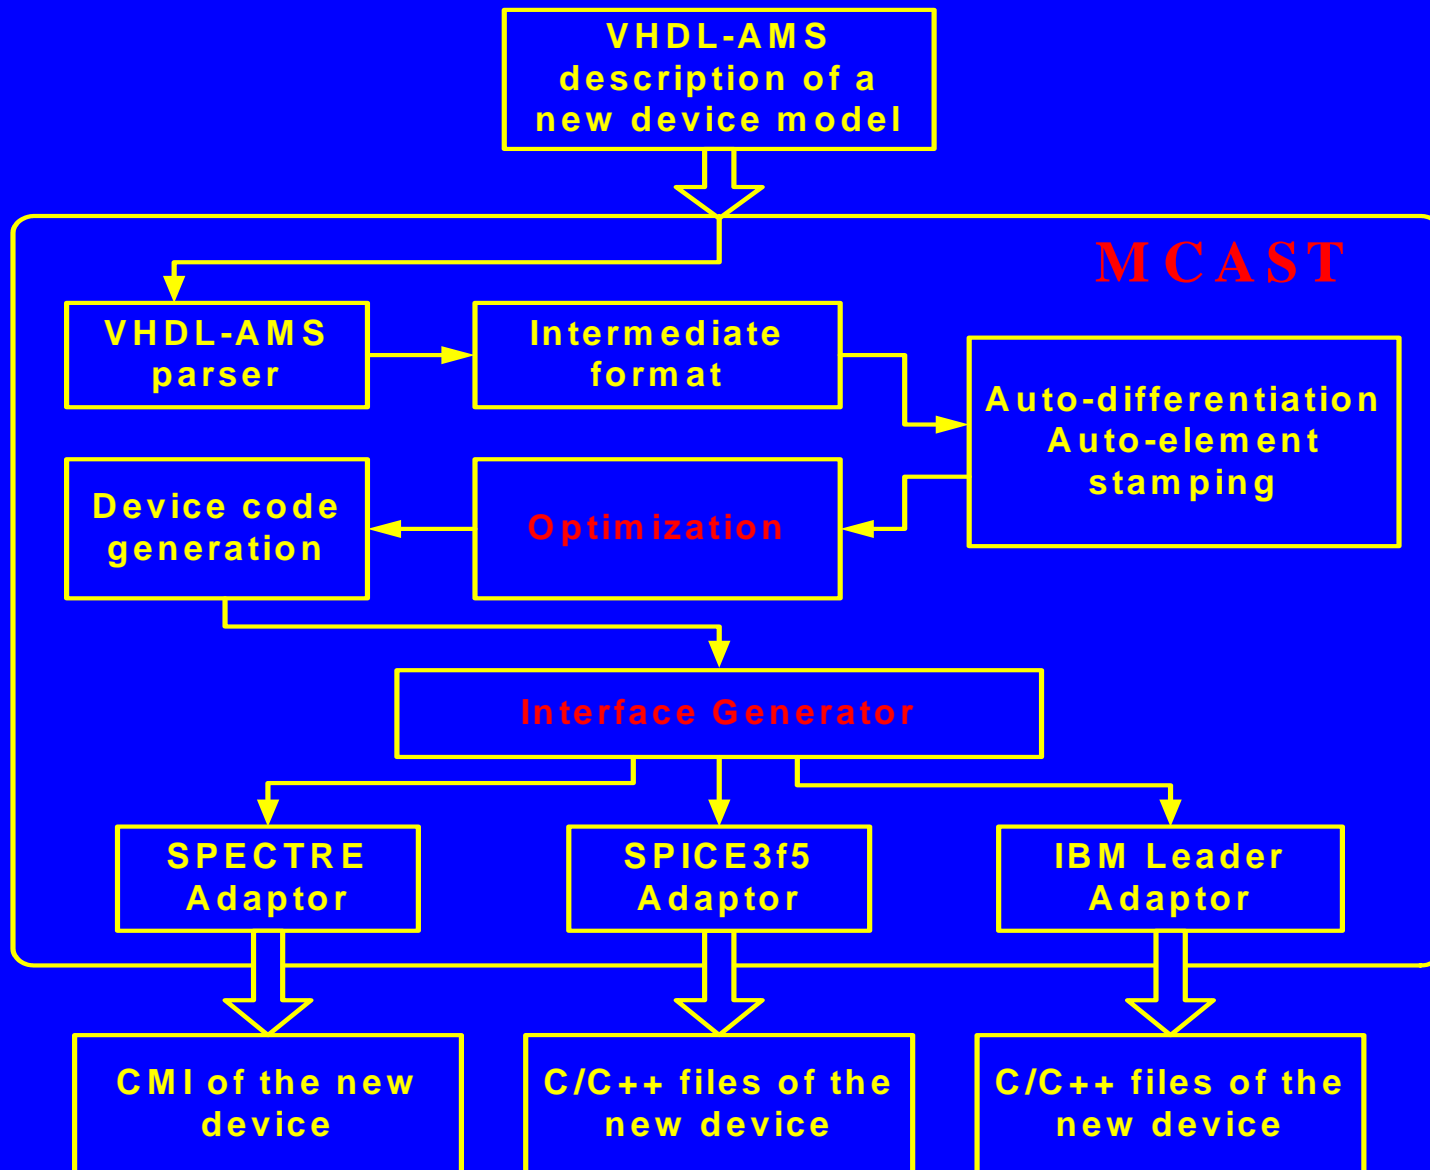 VHDL-AMS
description of a
new device model
MCAST
VHDL-AMS
parser
Intermediate
format
Auto-differentiation
Auto-element
stamping
Device code
generation
Optimization
Interface Generator
SPECTRE
Adaptor
SPICE3f5
Adaptor
IBM Leader
Adaptor
CMI of the new
device
C/C++ files of the
new device
C/C++ files of the
new device